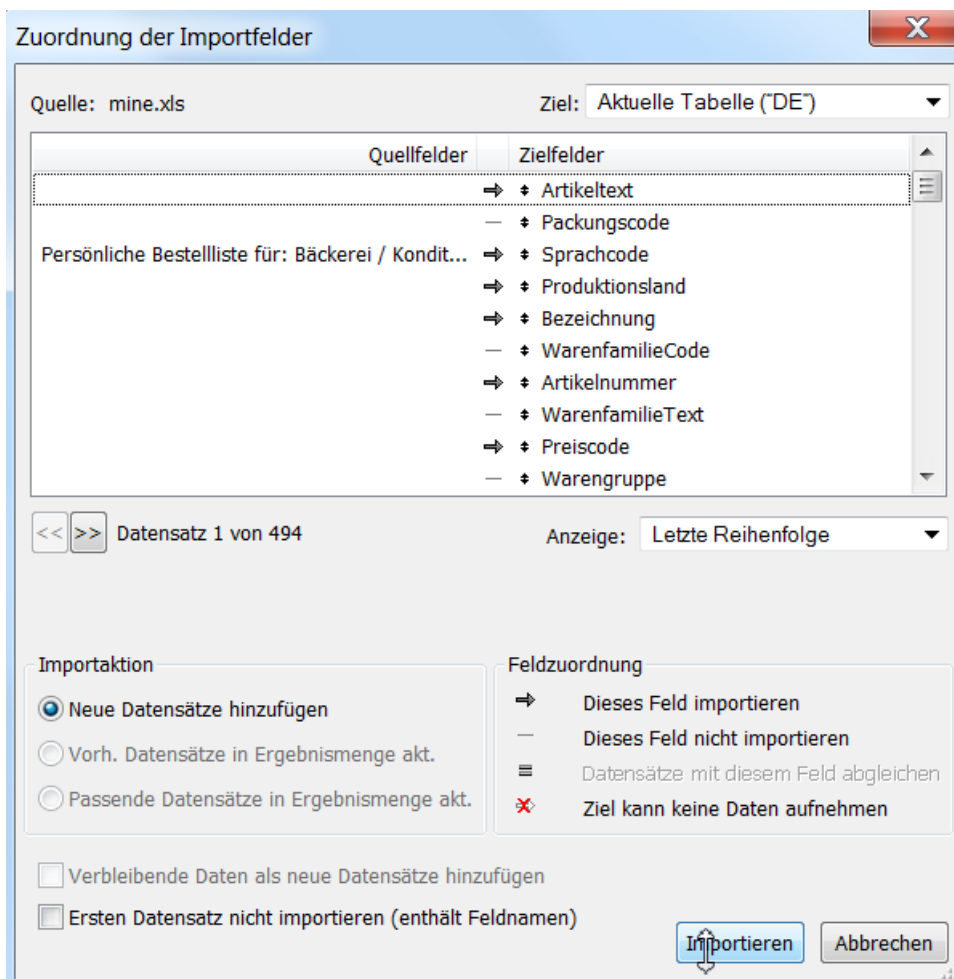 Zuordnung der Importfelder
X
Quelle: mine.xls
Ziel: Aktuelle Tabelle ("DE")
Quellfelder Zielfelder
Artikeltext
Packungscode
Persönliche Bestellliste für: Bäckerei / Kondit... Sprachcode
Produktionsland
Bezeichnung
WarenfamilieCode
Artikelnummer
WarenfamilieText
Preiscode
Warengruppe
<< >> Datensatz 1 von 494
Anzeige: Letzte Reihenfolge
Importaktion
Neue Datensätze hinzufügen
Vorh. Datensätze in Ergebnismenge akt.
Passende Datensätze in Ergebnismenge akt.
Feldzuordnung
Dieses Feld importieren
Dieses Feld nicht importieren
Datensätze mit diesem Feld abgleichen
Ziel kann keine Daten aufnehmen
Verbleibende Daten als neue Datensätze hinzufügen
Ersten Datensatz nicht importieren (enthält Feldnamen)
Importieren
Abbrechen